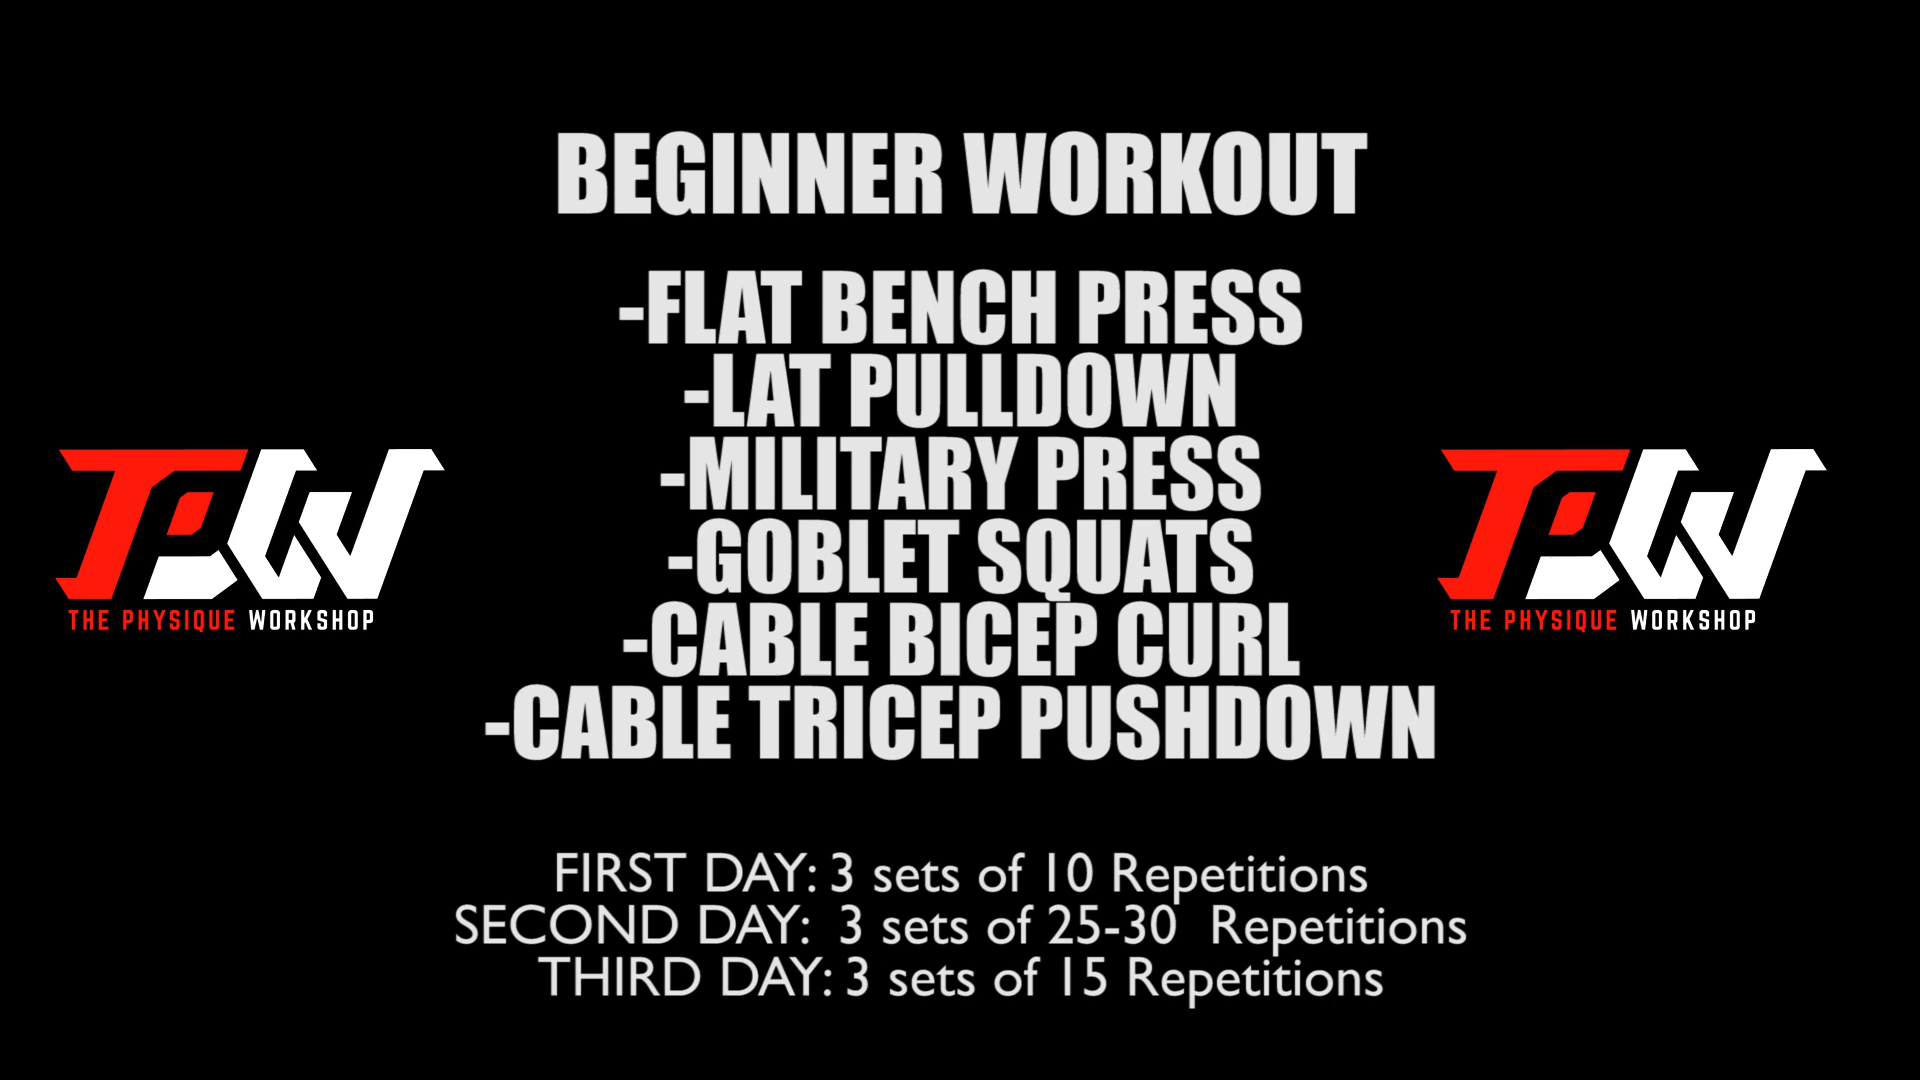 BEGINNER WORKOUT
-FLAT BENCH PRESS
-LAT PULLDOWN
-MILITARY PRESS
-GOBLET SQUATS
-CABLE BICEP CURL
-CABLE TRICEP PUSHDOWN
TPW
THE PHYSIQUE WORKSHOP
TPW
THE PHYSIQUE WORKSHOP
FIRST DAY: 3 sets of 10 Repetitions
SECOND DAY:  3 sets of 25-30  Repetitions
THIRD DAY: 3 sets of 15 Repetitions